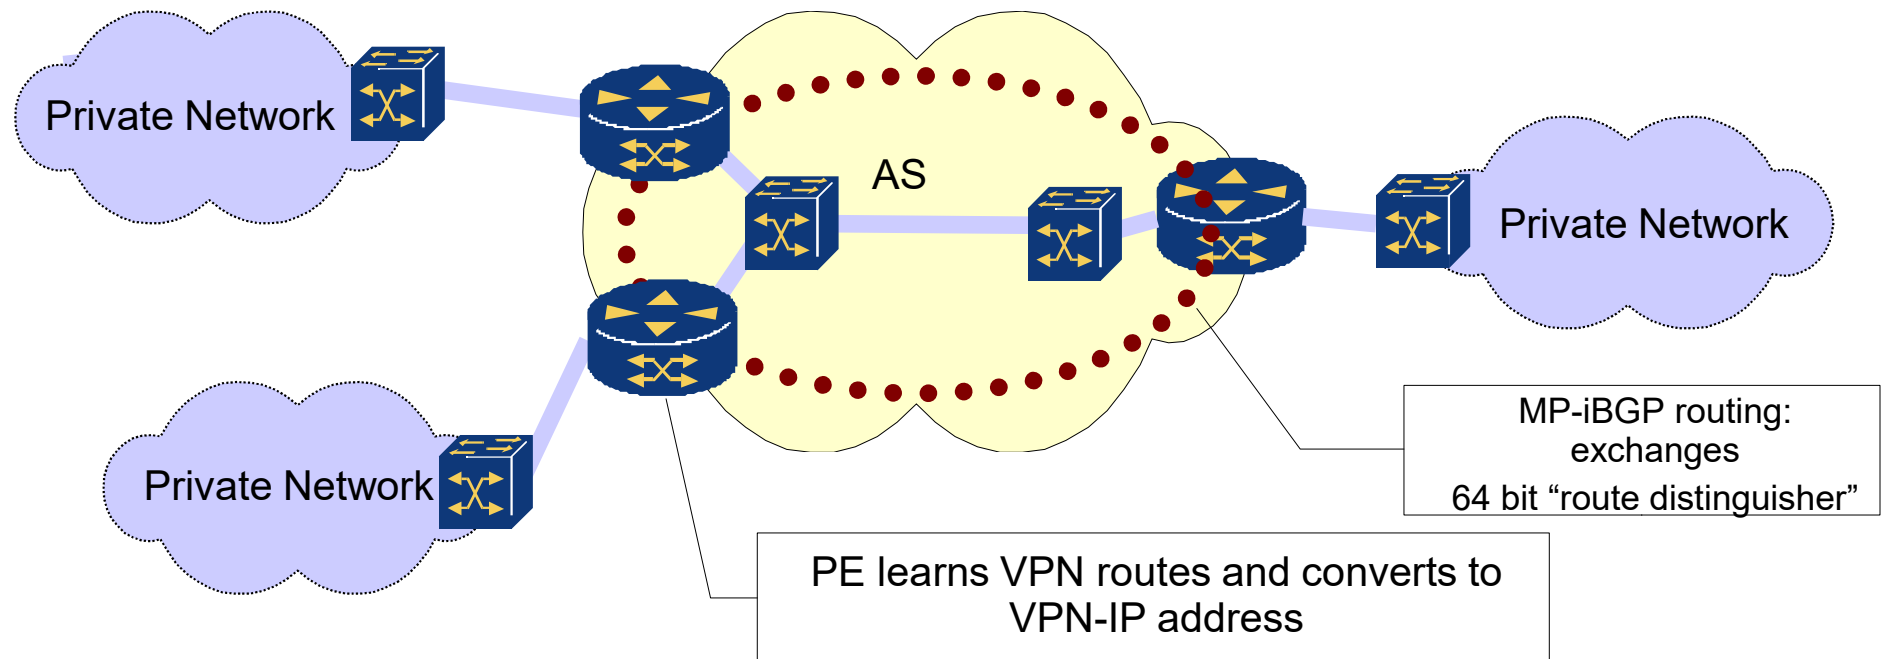 Private Network
AS
Private Network
Private Network
MP-iBGP routing:
exchanges
64 bit “route distinguisher”
PE learns VPN routes and converts to
VPN-IP address